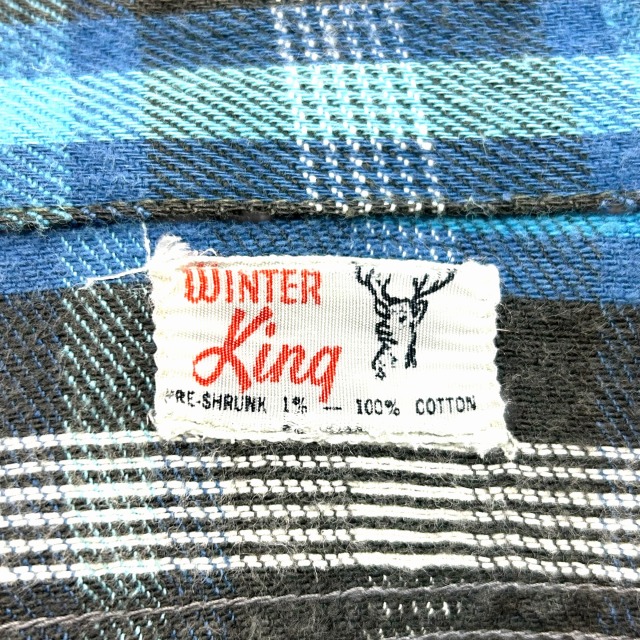 WINTER
King
PRE-SHRUNK 1% — 100% COTTON